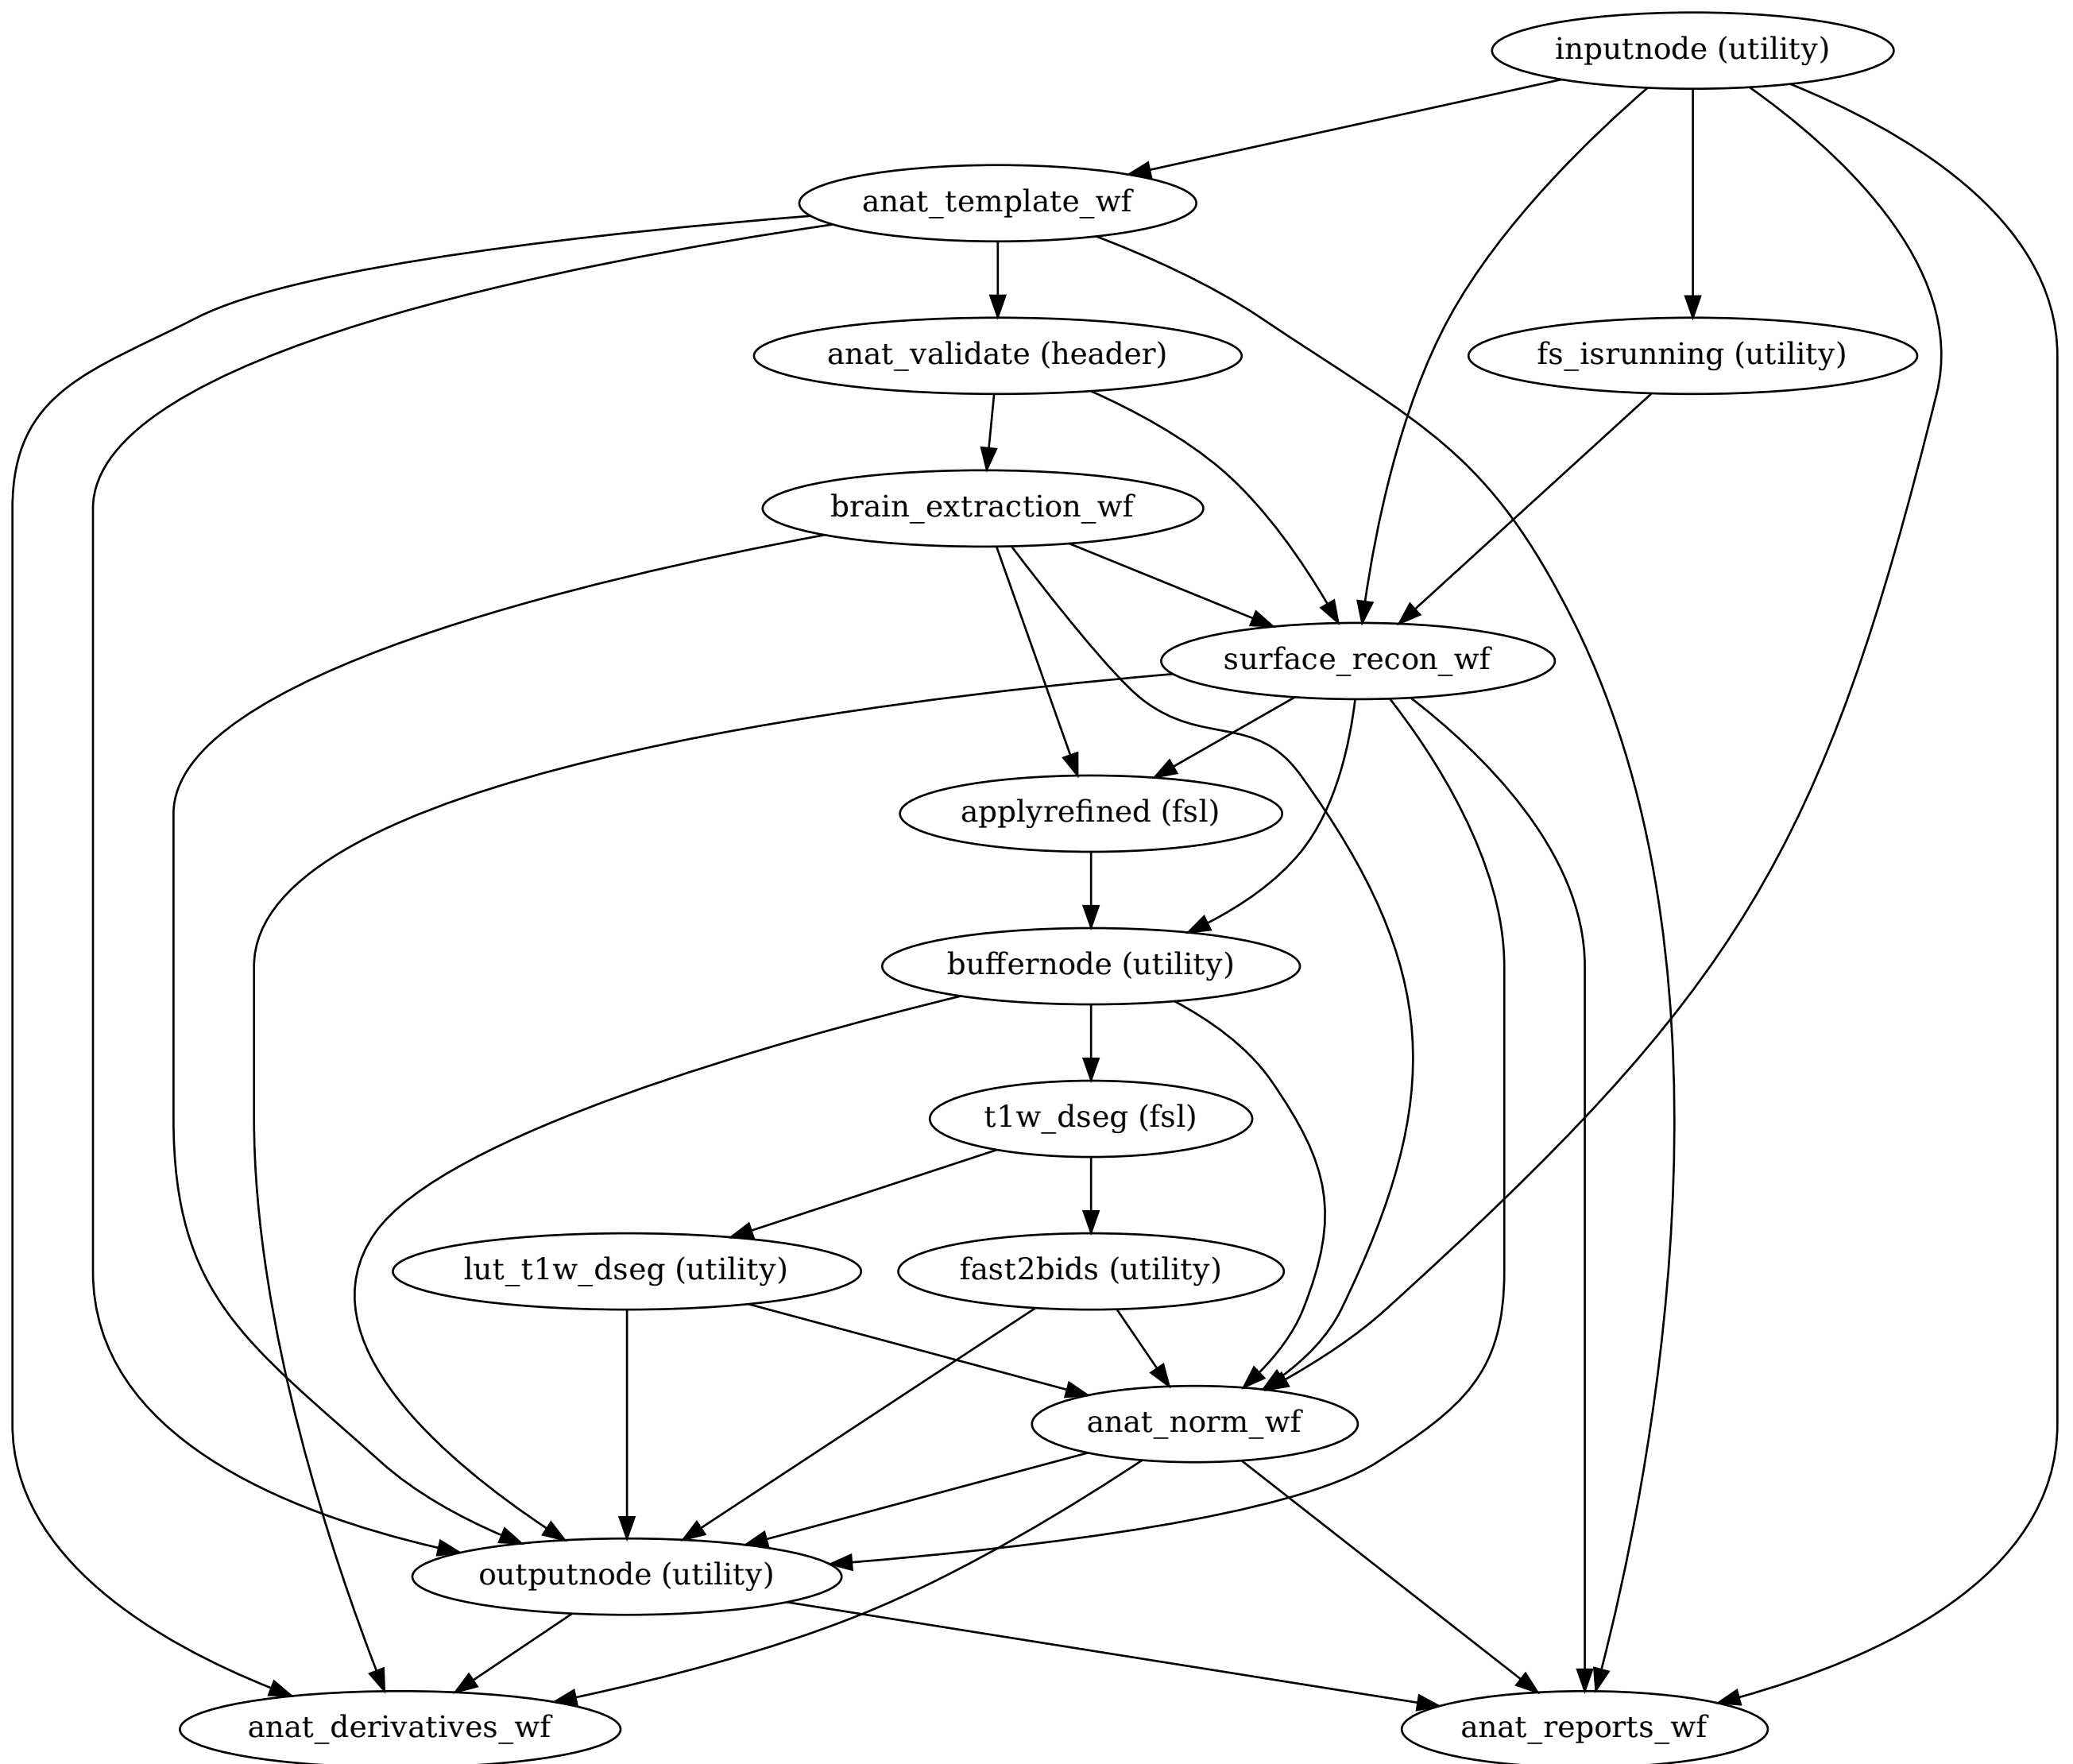 inputnode (utility)
anat_template_wf
anat_validate (header)
fs_isrunning (utility)
brain_extraction_wf
surface_recon_wf
applyrefined (fsl)
buffernode (utility)
t1w_dseg (fsl)
lut_t1w_dseg (utility)
fast2bids (utility)
anat_norm_wf
outputnode (utility)
anat_derivatives_wf
anat_reports_wf